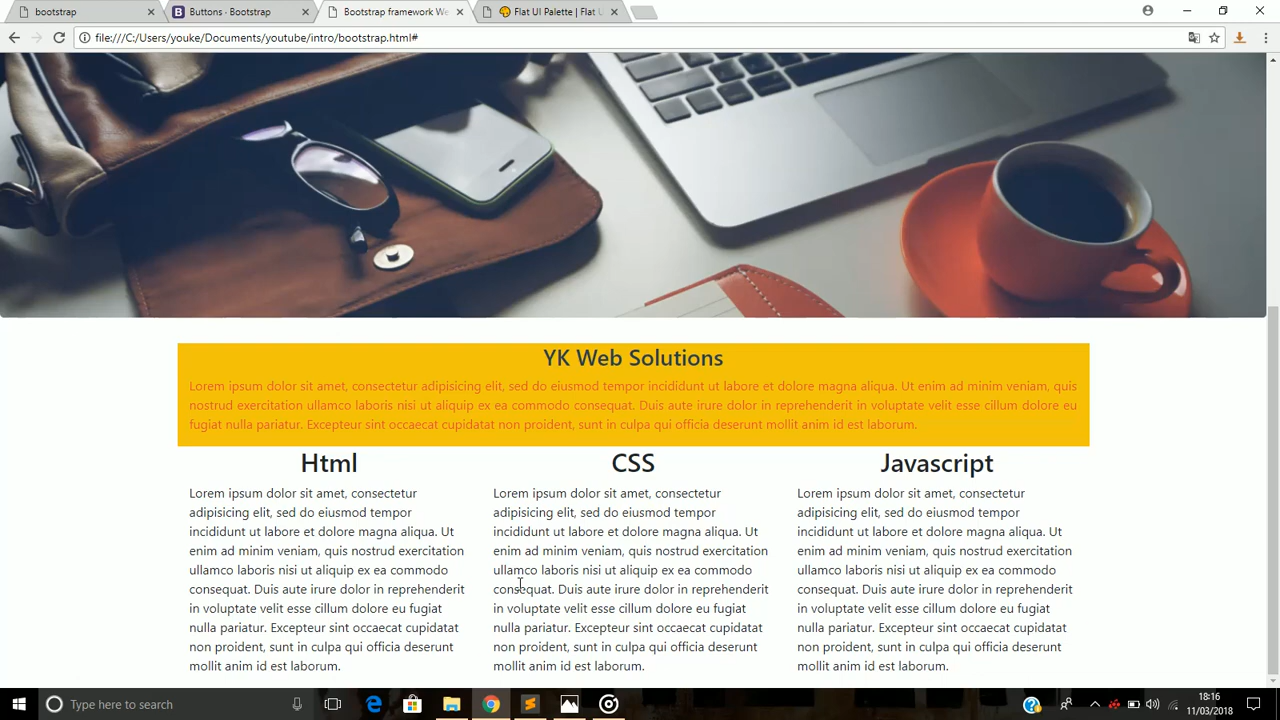 bootstrap
Buttons · Bootstrap
Bootstrap framework We
Flat UI Palette | Flat U
file:///C:/Users/youke/Documents/youtube/intro/bootstrap.html#
YK Web Solutions
Lorem ipsum dolor sit amet, consectetur adipisicing elit, sed do eiusmod tempor incididunt ut labore et dolore magna aliqua. Ut enim ad minim veniam, quis
nostrud exercitation ullamco laboris nisi ut aliquip ex ea commodo consequat. Duis aute irure dolor in reprehenderit in voluptate velit esse cillum dolore eu
fugiat nulla pariatur. Excepteur sint occaecat cupidatat non proident, sunt in culpa qui officia deserunt mollit anim id est laborum.
Html
Lorem ipsum dolor sit amet, consectetur
adipisicing elit, sed do eiusmod tempor
incididunt ut labore et dolore magna aliqua. Ut
enim ad minim veniam, quis nostrud exercitation
ullamco laboris nisi ut aliquip ex ea commodo
consequat. Duis aute irure dolor in reprehenderit
in voluptate velit esse cillum dolore eu fugiat
nulla pariatur. Excepteur sint occaecat cupidatat
non proident, sunt in culpa qui officia deserunt
mollit anim id est laborum.
CSS
Lorem ipsum dolor sit amet, consectetur
adipisicing elit, sed do eiusmod tempor
incididunt ut labore et dolore magna aliqua. Ut
enim ad minim veniam, quis nostrud exercitation
ullamco laboris nisi ut aliquip ex ea commodo
consequat. Duis aute irure dolor in reprehenderit
in voluptate velit esse cillum dolore eu fugiat
nulla pariatur. Excepteur sint occaecat cupidatat
non proident, sunt in culpa qui officia deserunt
mollit anim id est laborum.
Javascript
Lorem ipsum dolor sit amet, consectetur
adipisicing elit, sed do eiusmod tempor
incididunt ut labore et dolore magna aliqua. Ut
enim ad minim veniam, quis nostrud exercitation
ullamco laboris nisi ut aliquip ex ea commodo
consequat. Duis aute irure dolor in reprehenderit
in voluptate velit esse cillum dolore eu fugiat
nulla pariatur. Excepteur sint occaecat cupidatat
non proident, sunt in culpa qui officia deserunt
mollit anim id est laborum.
Type here to search
18:16
11/03/2018